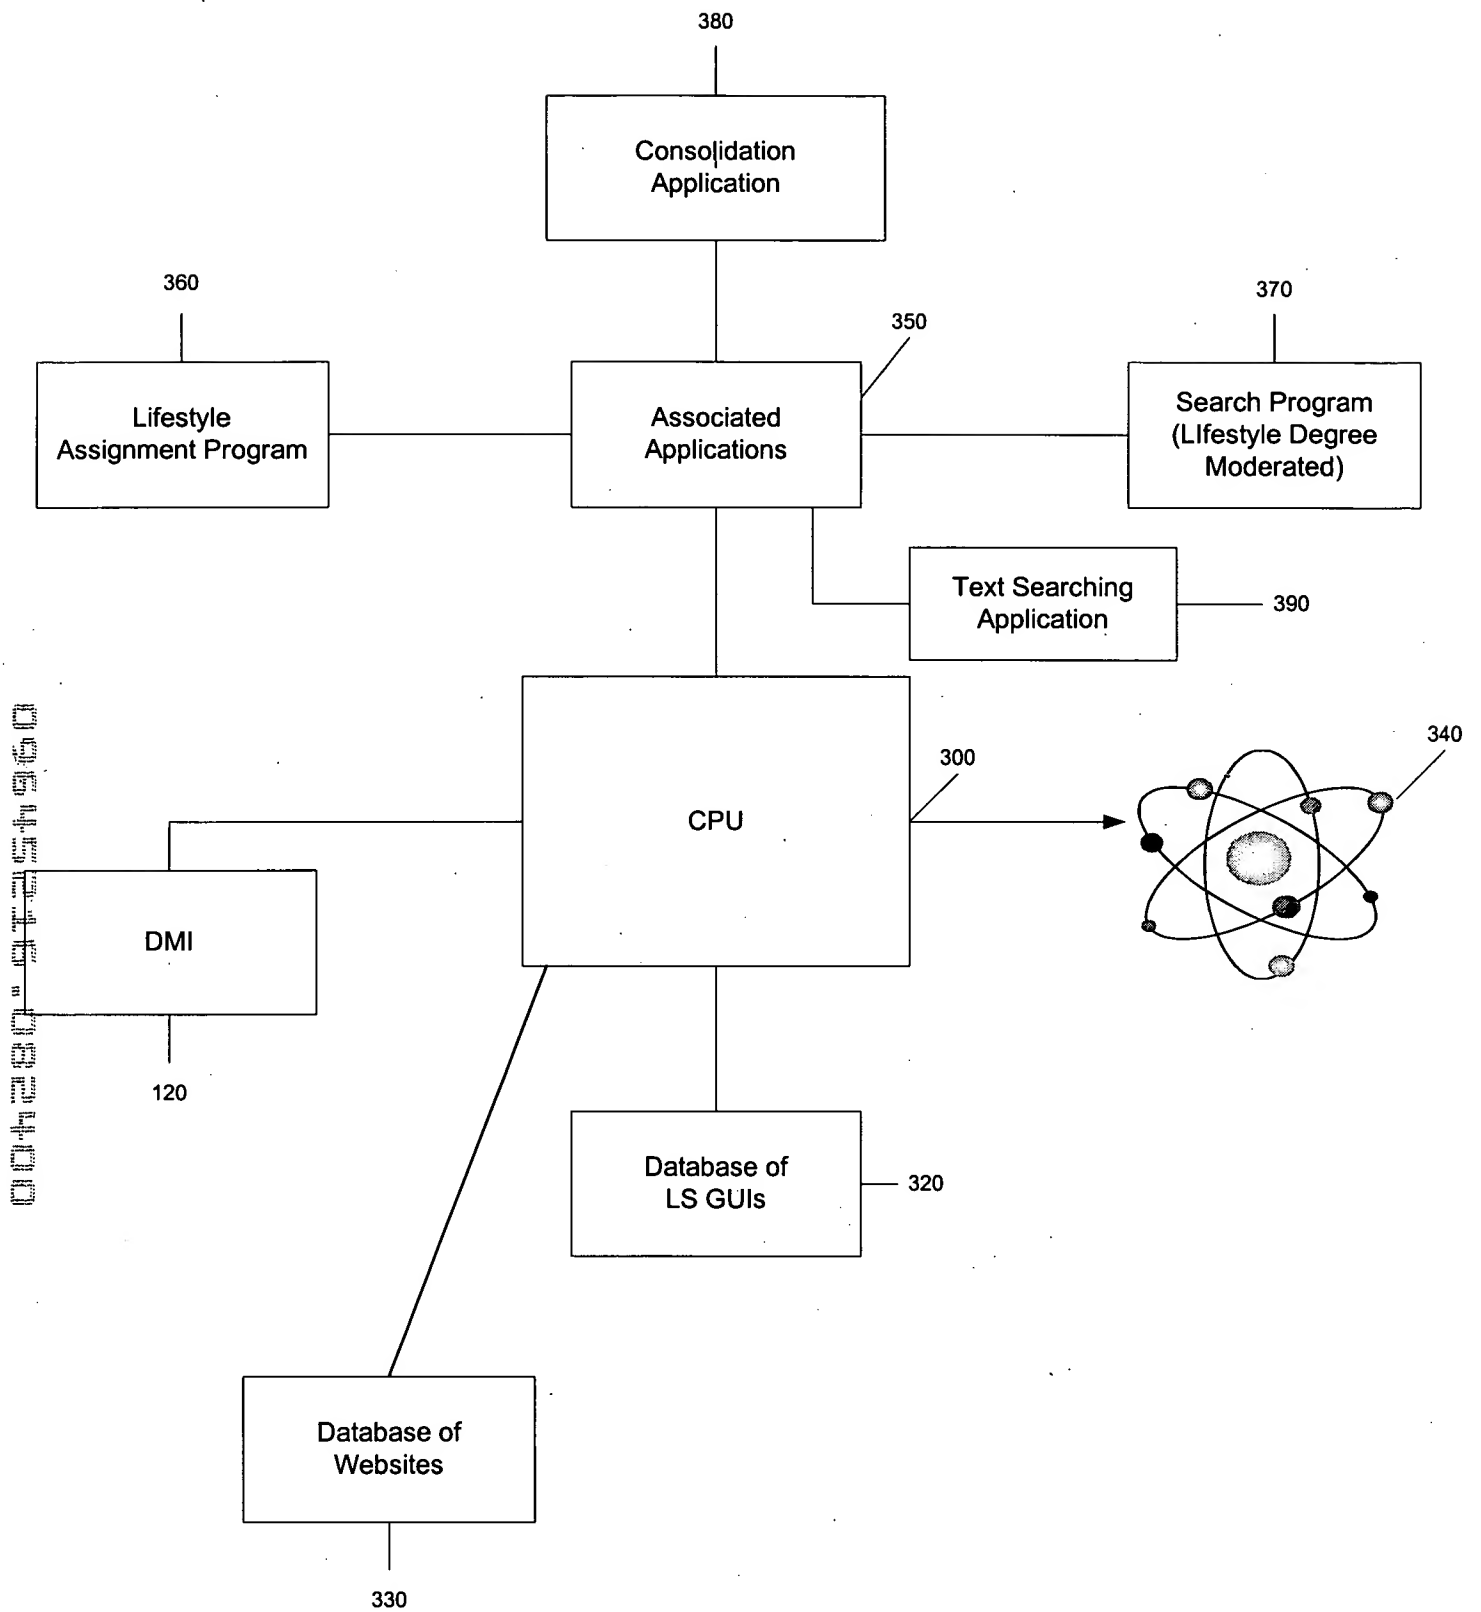 380
Consolidation
Application
360
370
350
Lifestyle
Assignment Program
Associated
Applications
Search Program
(LIfestyle Degree
Moderated)
Text Searching
Application
390
340
300
CPU
DMI
120
Database of
LS GUIs
320
Database of
Websites
330